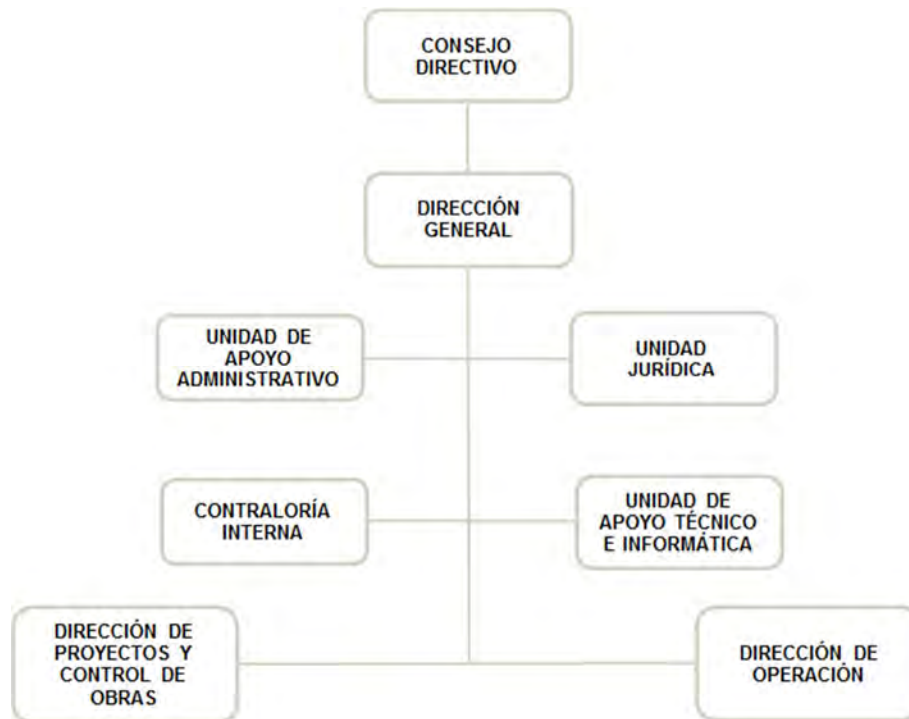 CONSEJO
DIRECTIVO
DIRECCIÓN
GENERAL
UNIDAD DE
APOYO
ADMINISTRATIVO
UNIDAD
JURÍDICA
CONTRALORÍA
INTERNA
UNIDAD DE
APOYO TÉCNICO
E INFORMÁTICA
DIRECCIÓN DE
PROYECTOS Y
CONTROL DE
OBRAS
DIRECCIÓN DE
OPERACIÓN